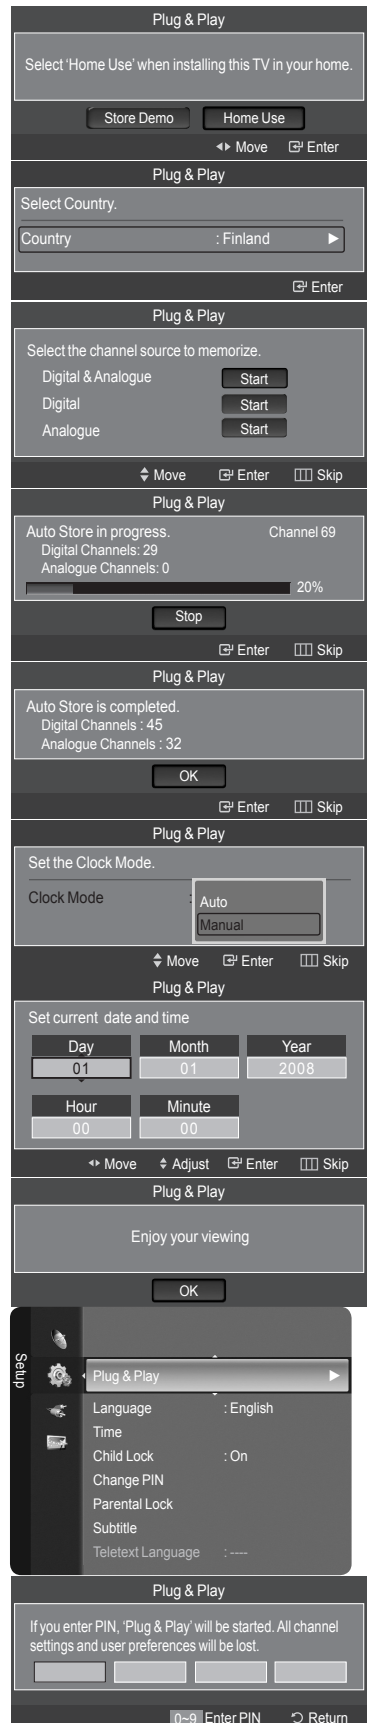 Plug & Play
Select 'Home Use' when installing this TV in your home.
Store Demo Home Use
Move Enter
Plug & Play
Select Country.
Country : Finland
Enter
Plug & Play
Select the channel source to memorize.
Digital & Analogue Start
Digital Start
Analogue Start
Move Enter Skip
Plug & Play
Auto Store in progress. Channel 69
Digital Channels: 29
Analogue Channels: 0
20%
Stop
Enter Skip
Plug & Play
Auto Store is completed.
Digital Channels : 45
Analogue Channels : 32
OK
Enter Skip
Plug & Play
Set the Clock Mode.
Clock Mode : Auto
Manual
Move Enter Skip
Plug & Play
Set current date and time
Day Month Year
01 01 2008
Hour Minute
00 00
Move Adjust Enter Skip
Plug & Play
Enjoy your viewing
OK
Setup
Plug & Play
Language : English
Time
Child Lock : On
Change PIN
Parental Lock
Subtitle
Teletext Language : ----
Plug & Play
If you enter PIN, 'Plug & Play' will be started. All channel
settings and user preferences will be lost.
0~9 Enter PIN Return